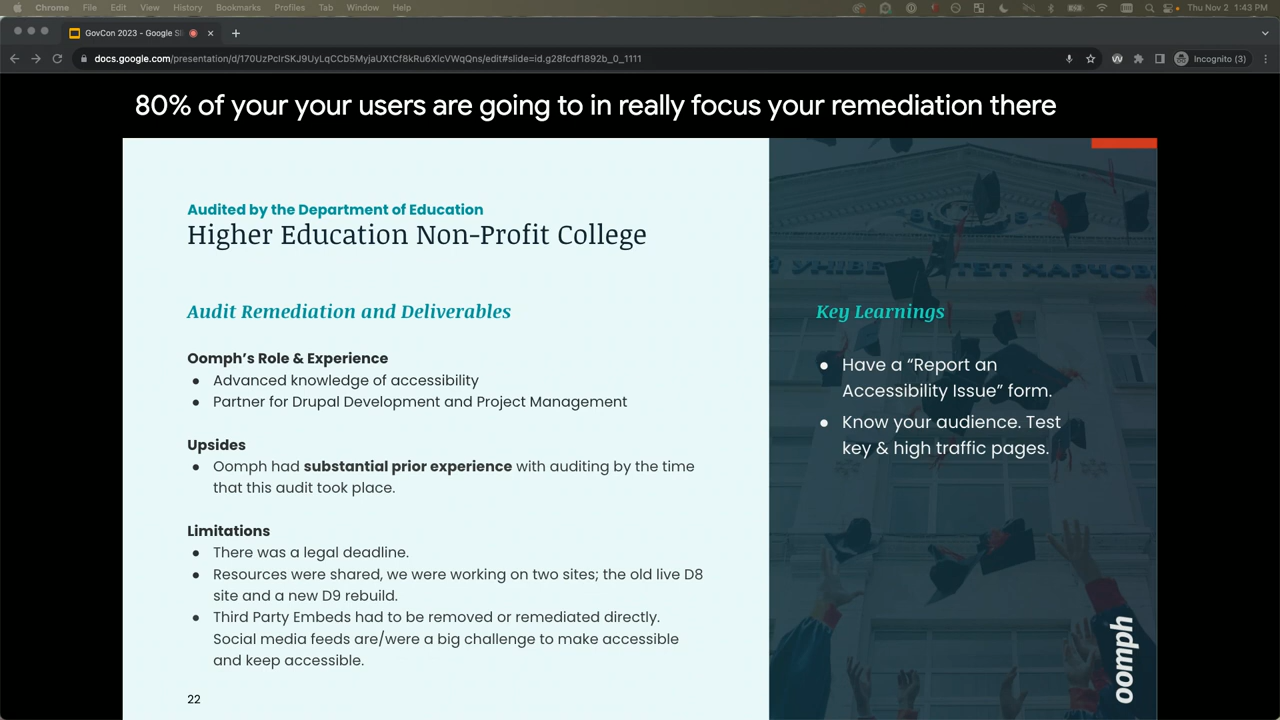 Chrome File Edit View History Bookmarks Profiles Tab Window Help
Thu Nov 2 1:43 PM
GovCon 2023 - Google Sl
docs.google.com/presentation/d/170UzPclrSKJ9UyLqCCb5MyjaUXtCf8kRu6XlcVWqQns/edit#slide=id.g28fcdf1892b_0_1111
Incognito (3)
80% of your your users are going to in really focus your remediation there
Audited by the Department of Education
Higher Education Non-Profit College
Audit Remediation and Deliverables
Oomph's Role & Experience
● Advanced knowledge of accessibility
● Partner for Drupal Development and Project Management
Upsides
● Oomph had substantial prior experience with auditing by the time
that this audit took place.
Limitations
● There was a legal deadline.
● Resources were shared, we were working on two sites; the old live D8
site and a new D9 rebuild.
● Third Party Embeds had to be removed or remediated directly.
Social media feeds are/were a big challenge to make accessible
and keep accessible.
22
Key Learnings
● Have a “Report an
Accessibility Issue” form.
● Know your audience. Test
key & high traffic pages.
oomph